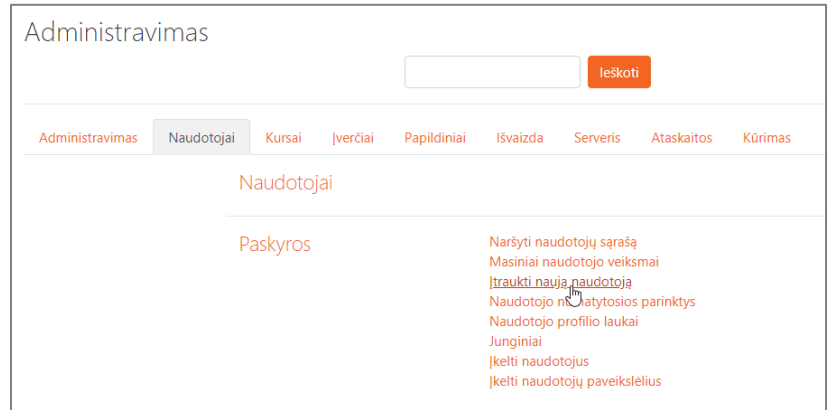 Administravimas
Ieškoti
Administravimas Naudotojai Kursai Įverčiai Papildiniai Išvaizda Serveris Ataskaitos Kūrimas
Naudotojai
Paskyros
Naršyti naudotojų sąrašą
Masiniai naudotojo veiksmai
Įtraukti naują naudotoją
Naudotojo numatytosios parinktys
Naudotojo profilio laukai
Junginiai
Įkelti naudotojus
Įkelti naudotojų paveikslėlius